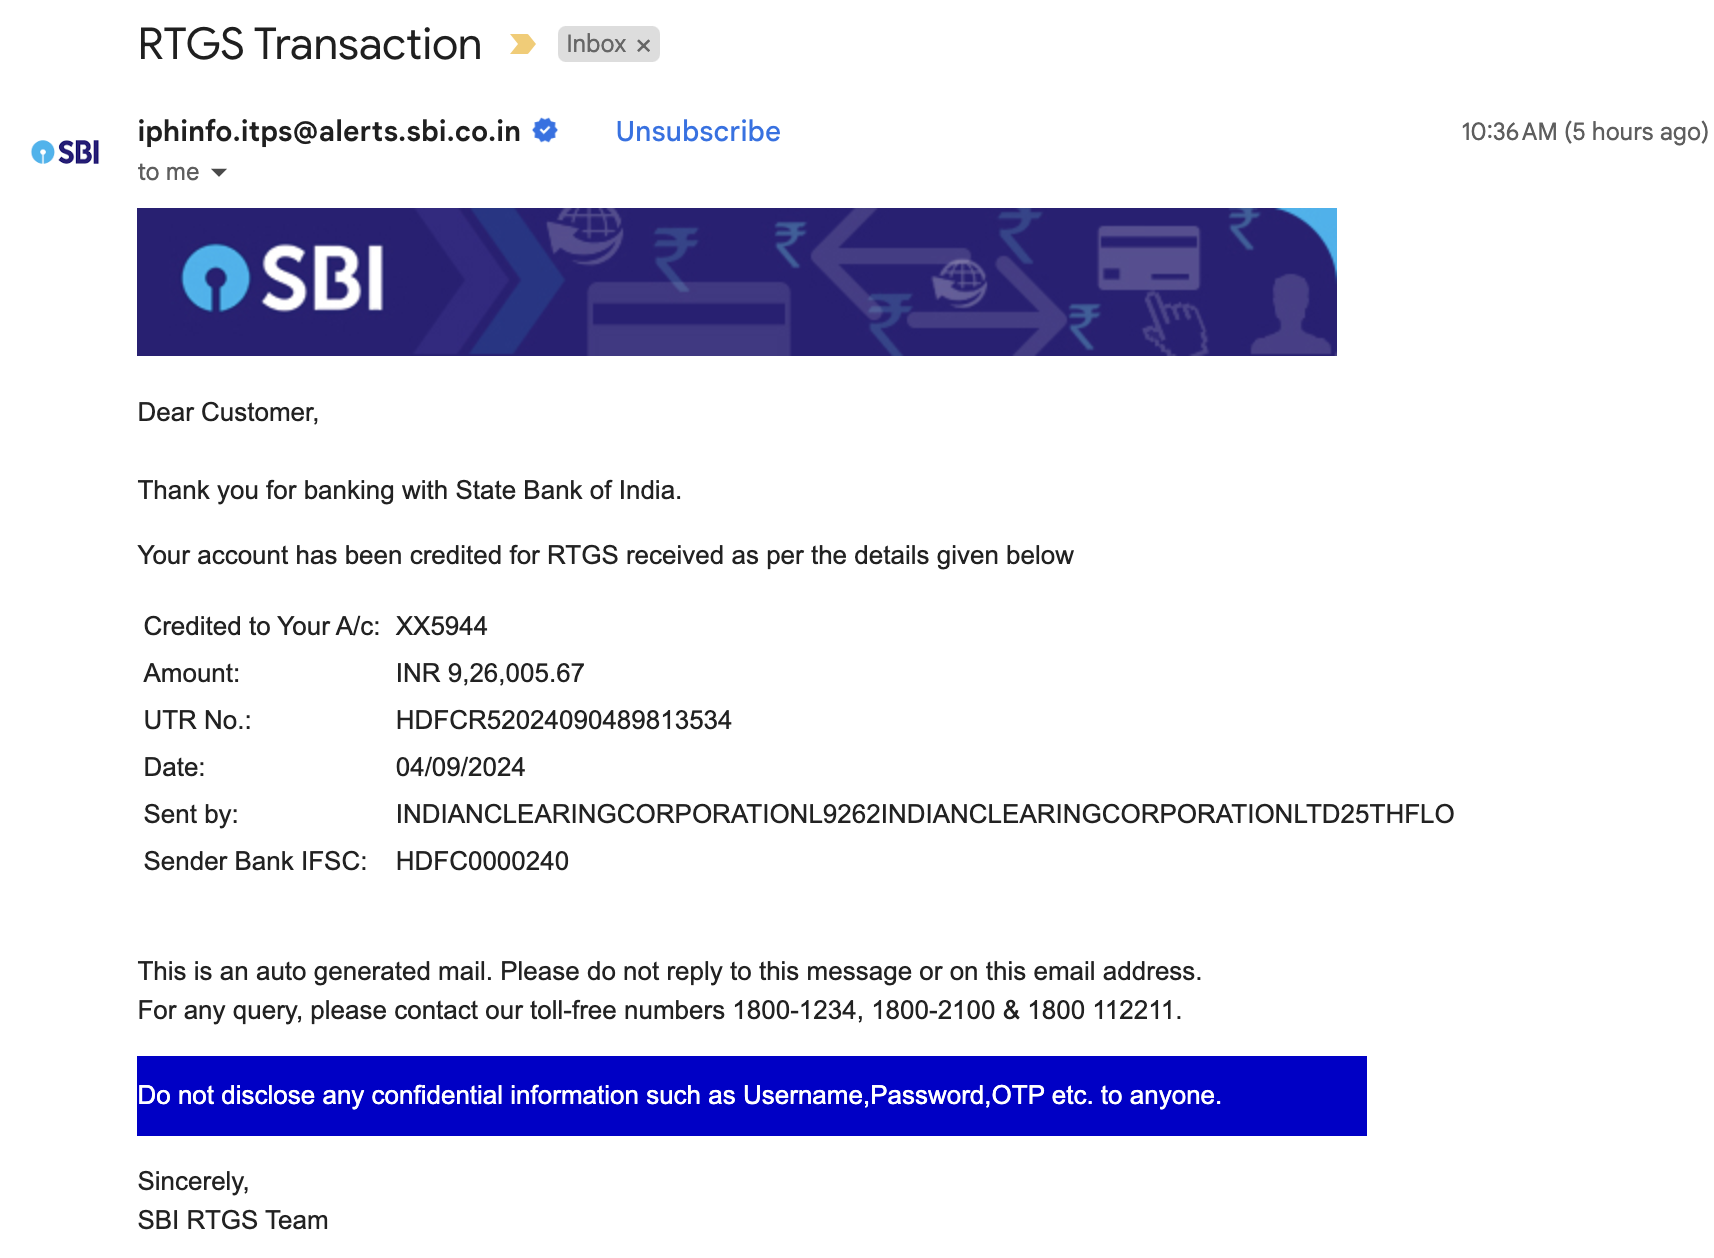 RTGS Transaction
Inbox ×
iphinfo.itps@alerts.sbi.co.in Unsubscribe 10:36 AM (5 hours ago)
SBI
to me
SBI
Dear Customer,
Thank you for banking with State Bank of India.
Your account has been credited for RTGS received as per the details given below
Credited to Your A/c: XX5944
Amount: INR 9,26,005.67
UTR No.: HDFCR52024090489813534
Date: 04/09/2024
Sent by: INDIANCLEARINGCORPORATIONL9262INDIANCLEARINGCORPORATIONLTD25THFLO
Sender Bank IFSC: HDFC0000240
This is an auto generated mail. Please do not reply to this message or on this email address.
For any query, please contact our toll-free numbers 1800-1234, 1800-2100 & 1800 112211.
Do not disclose any confidential information such as Username,Password,OTP etc. to anyone.
Sincerely,
SBI RTGS Team